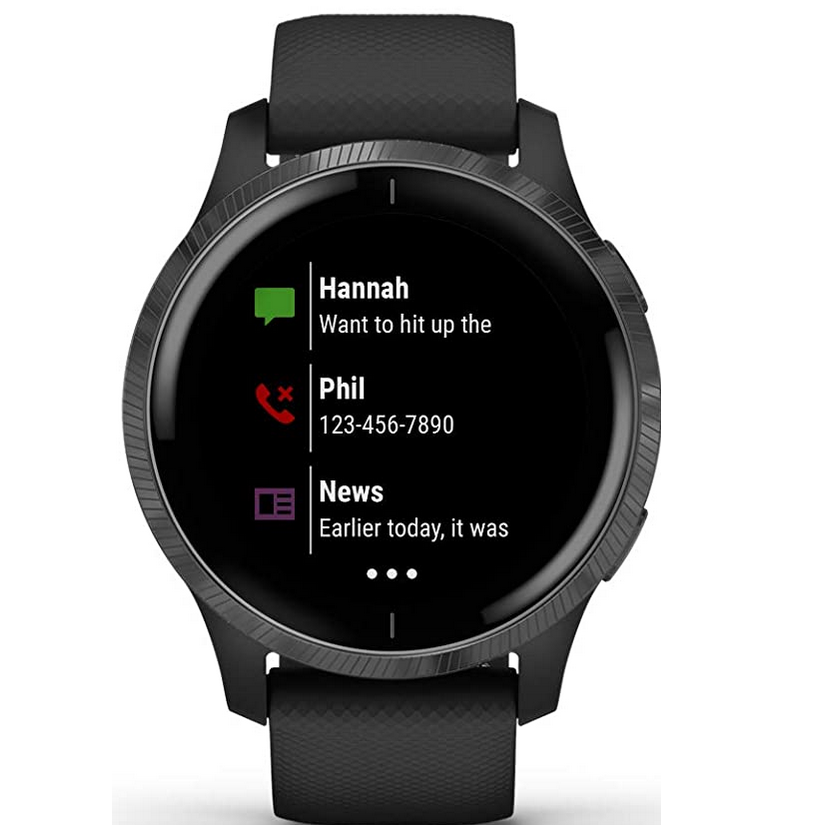 Hannah
Want to hit up the
Phil
123-456-7890
News
Earlier today, it was